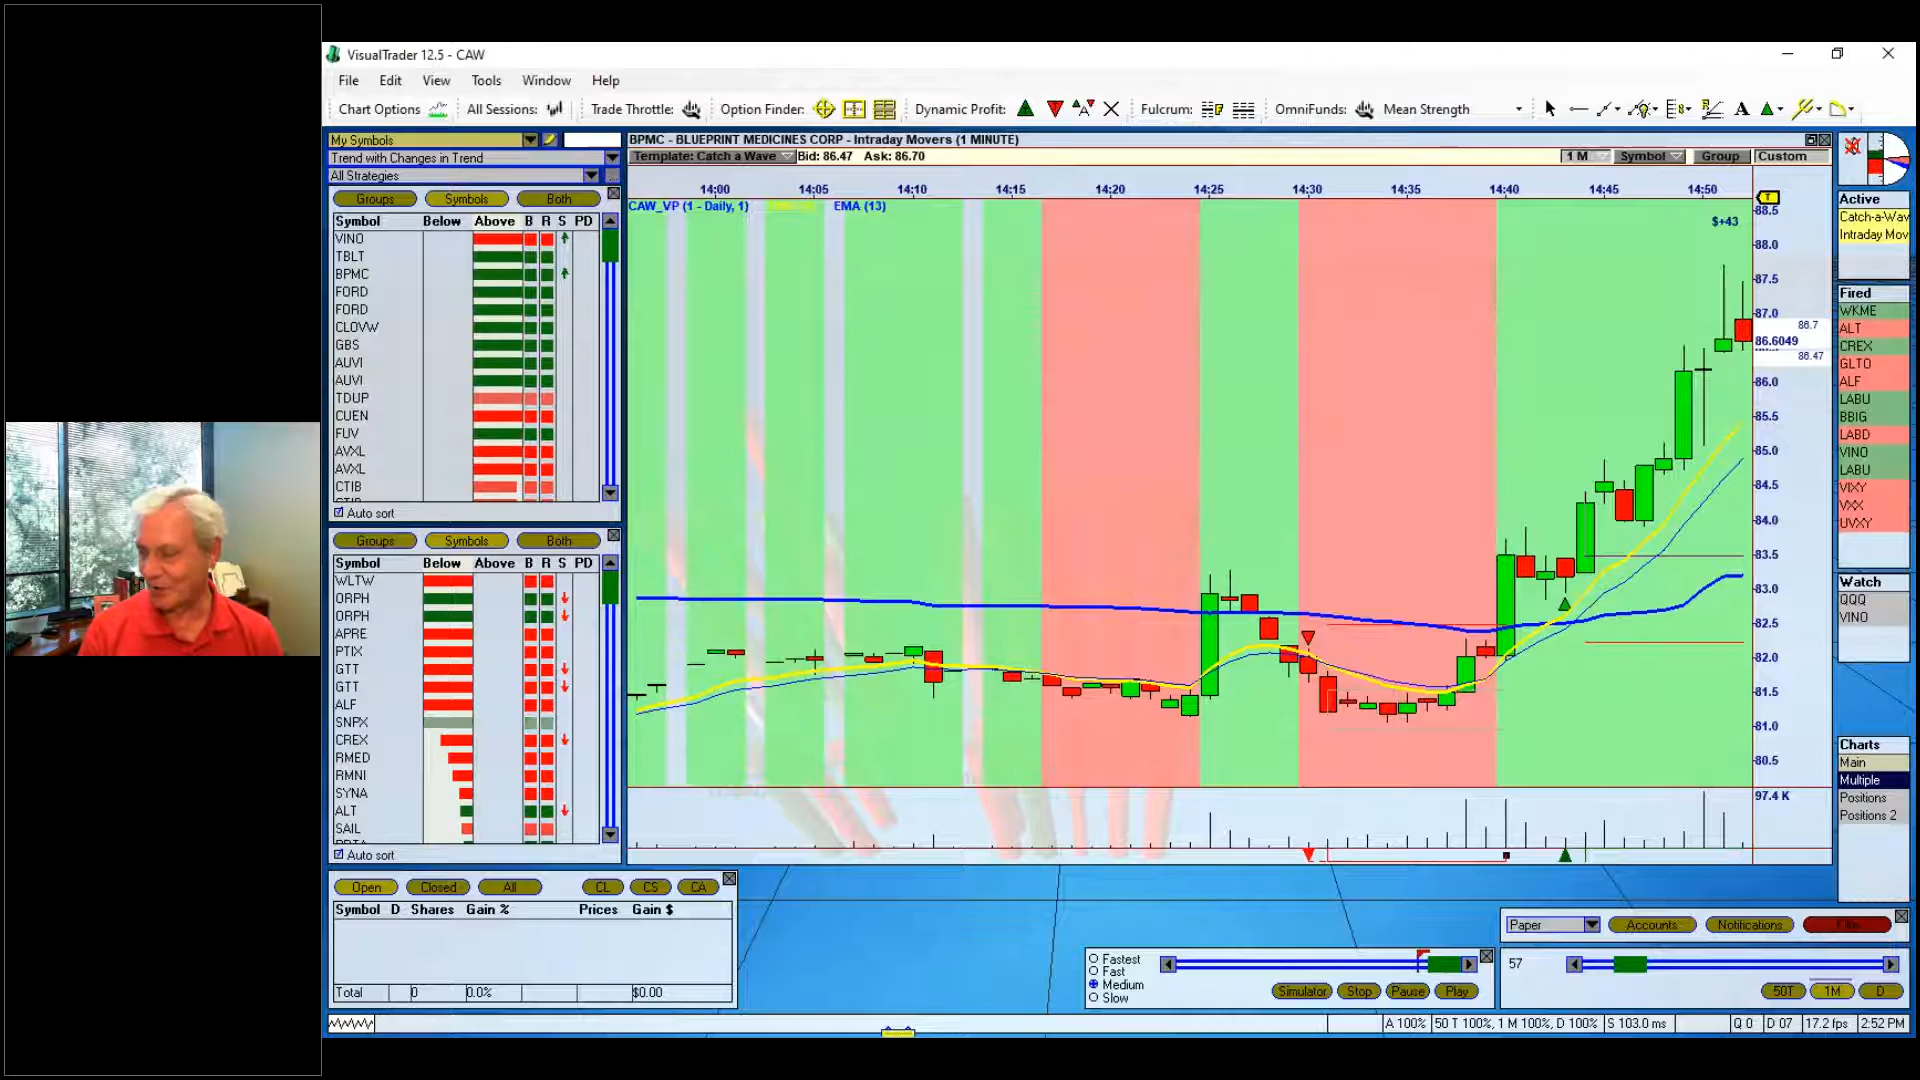 VisualTrader 12.5 - CAW
File Edit View Tools Window Help
Chart Options All Sessions: Trade Throttle: Option Finder: Dynamic Profit: Fulcrum: OmniFunds: Mean Strength
My Symbols
Trend with Changes in Trend
All Strategies
Groups Symbols Both
Symbol Below Above B R S PD
VINO
TBLT
BPMC
FORD
FORD
CLOVW
GBS
AUVI
AUVI
TDUP
CUEN
FUV
AVXL
AVXL
CTIB
Auto sort
Groups Symbols Both
Symbol Below Above B R S PD
WLTW
ORPH
ORPH
APRE
PTIX
GTT
GTT
ALF
SNPX
CREX
RMED
RMNI
SYNA
ALT
SAIL
Auto sort
BPMC - BLUEPRINT MEDICINES CORP - Intraday Movers (1 MINUTE)
Template: Catch a Wave Bid: 86.47 Ask: 86.70 1 M Symbol Group Custom
14:00 14:05 14:10 14:15 14:20 14:25 14:30 14:35 14:40 14:45 14:50
CAW_VP (1 - Daily, 1) EMA (13)
$+43
T
88.5
88.0
87.5
87.0
86.7
86.6049
86.47
86.0
85.5
85.0
84.5
84.0
83.5
83.0
82.5
82.0
81.5
81.0
80.5
97.4 K
Active
Catch-a-Wav
Intraday Mov
Fired
WKME
ALT
CREX
GLTO
ALF
LABU
BBIG
LABD
VINO
LABU
VIXY
VXX
UVXY
Watch
QQQ
VINO
Charts
Main
Multiple
Positions
Positions 2
Open Closed All CL CS CA
Symbol D Shares Gain % Prices Gain $
Total 0 0.0% $0.00
Fastest
Fast
Medium
Slow
Simulator Stop Pause Play
Paper Accounts Notifications
57
50T 1M D
A 100% 50 T 100%, 1 M 100%, D 100% S 103.0 ms Q 0 D 07 17.2 fps 2:52 PM